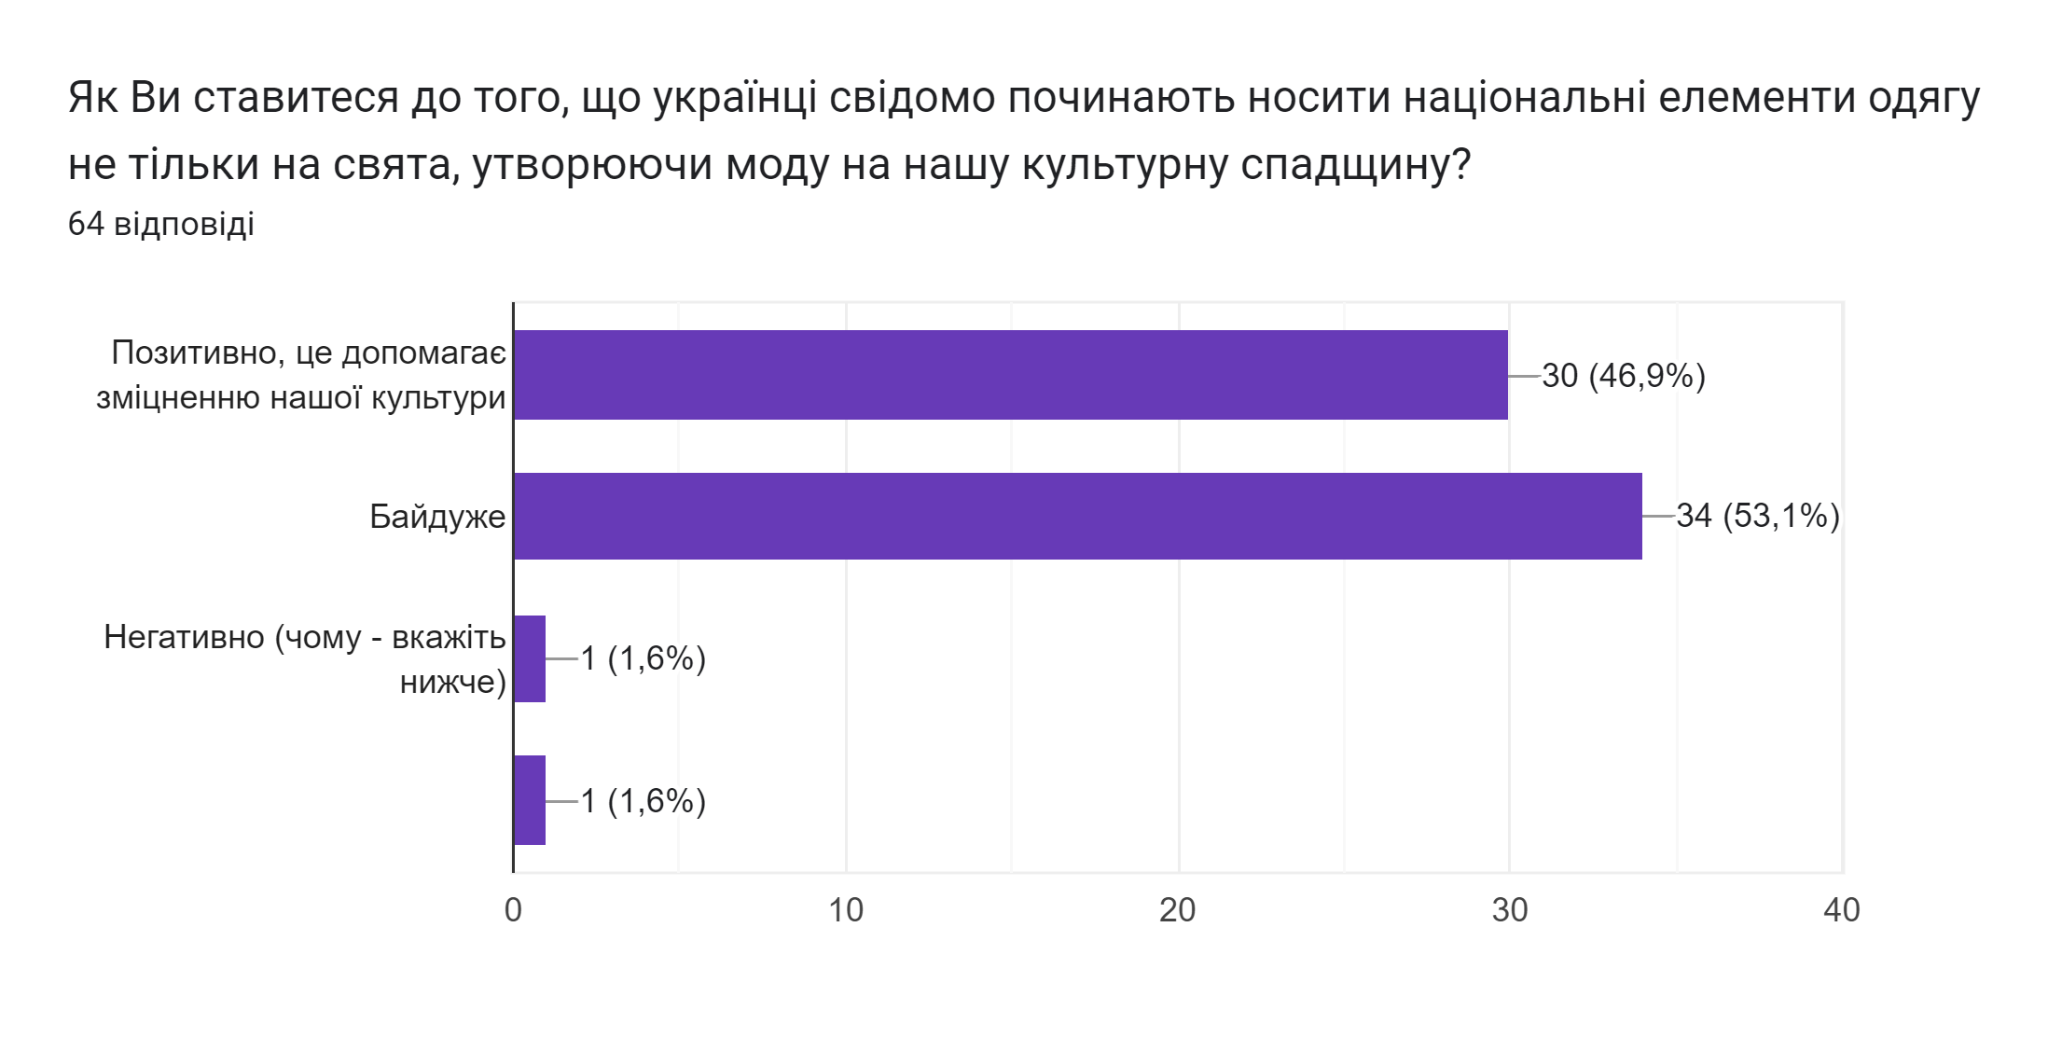 Як Ви ставитеся до того, що українці свідомо починають носити національні елементи одягу
не тільки на свята, утворюючи моду на нашу культурну спадщину?
64 відповіді
Позитивно, це допомагає
зміцненню нашої культури
30 (46,9%)
Байдуже
34 (53,1%)
Негативно (чому - вкажіть
нижче)
1 (1,6%)
1 (1,6%)
0 10 20 30 40